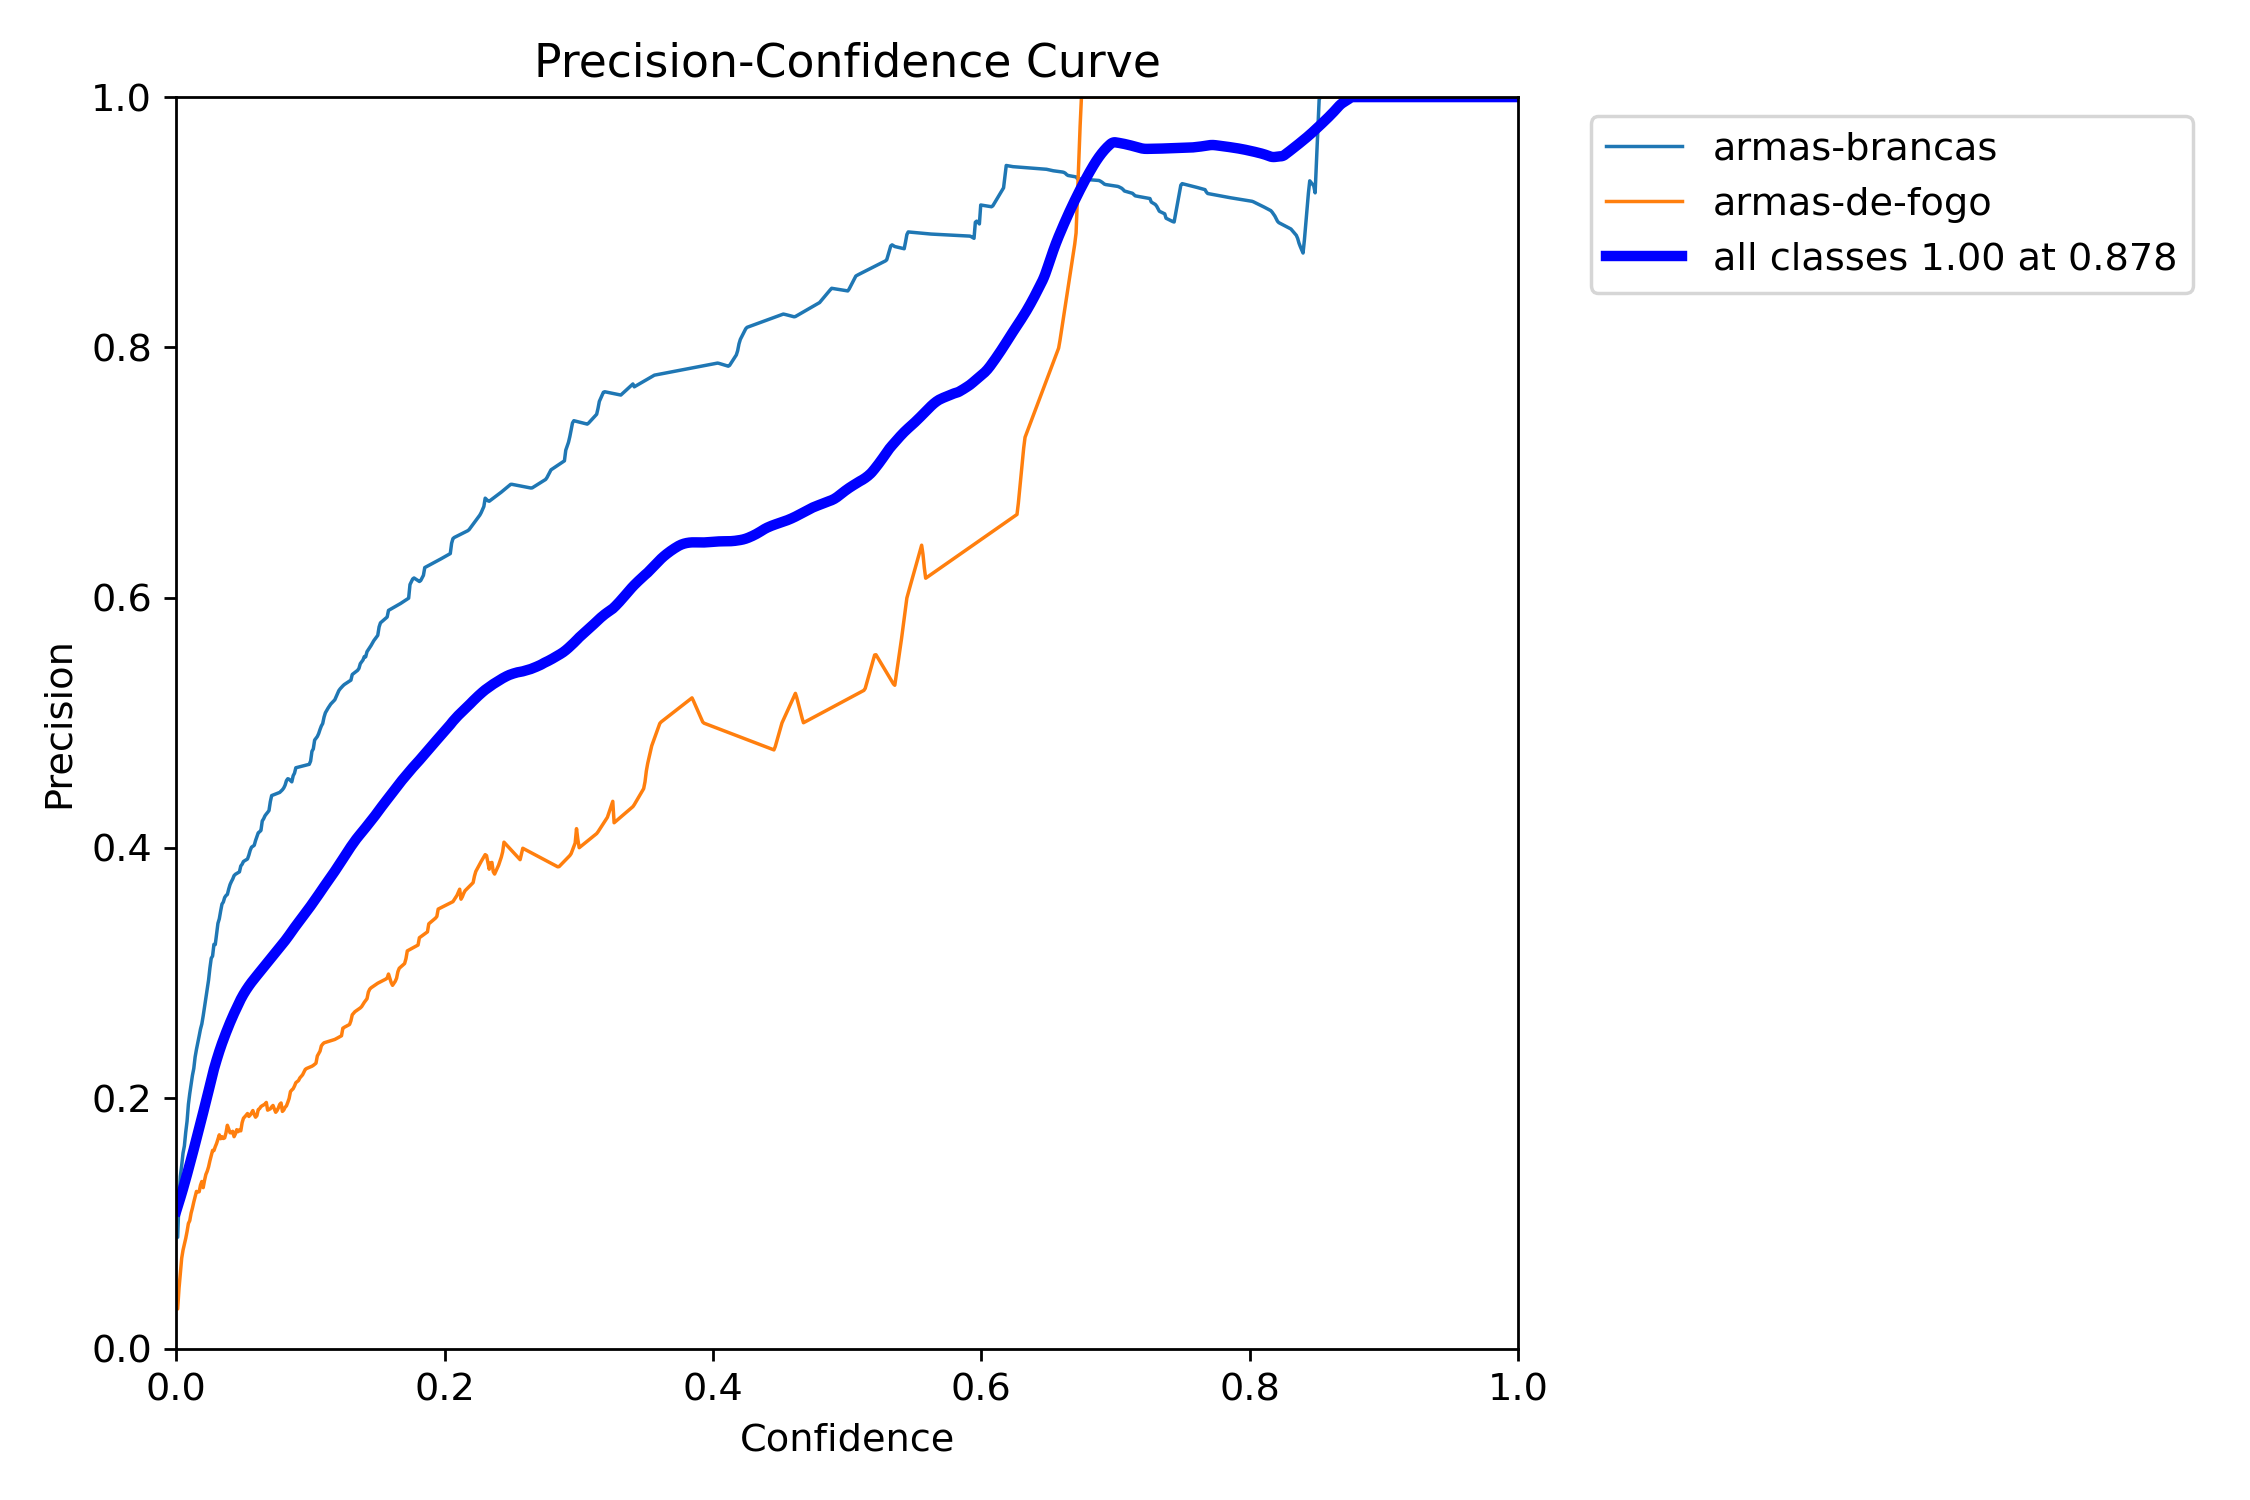 Precision-Confidence Curve
1.0
0.8
0.6
0.4
0.2
0.0
Precision
0.0 0.2 0.4 0.6 0.8 1.0
Confidence
armas-brancas
armas-de-fogo
all classes 1.00 at 0.878